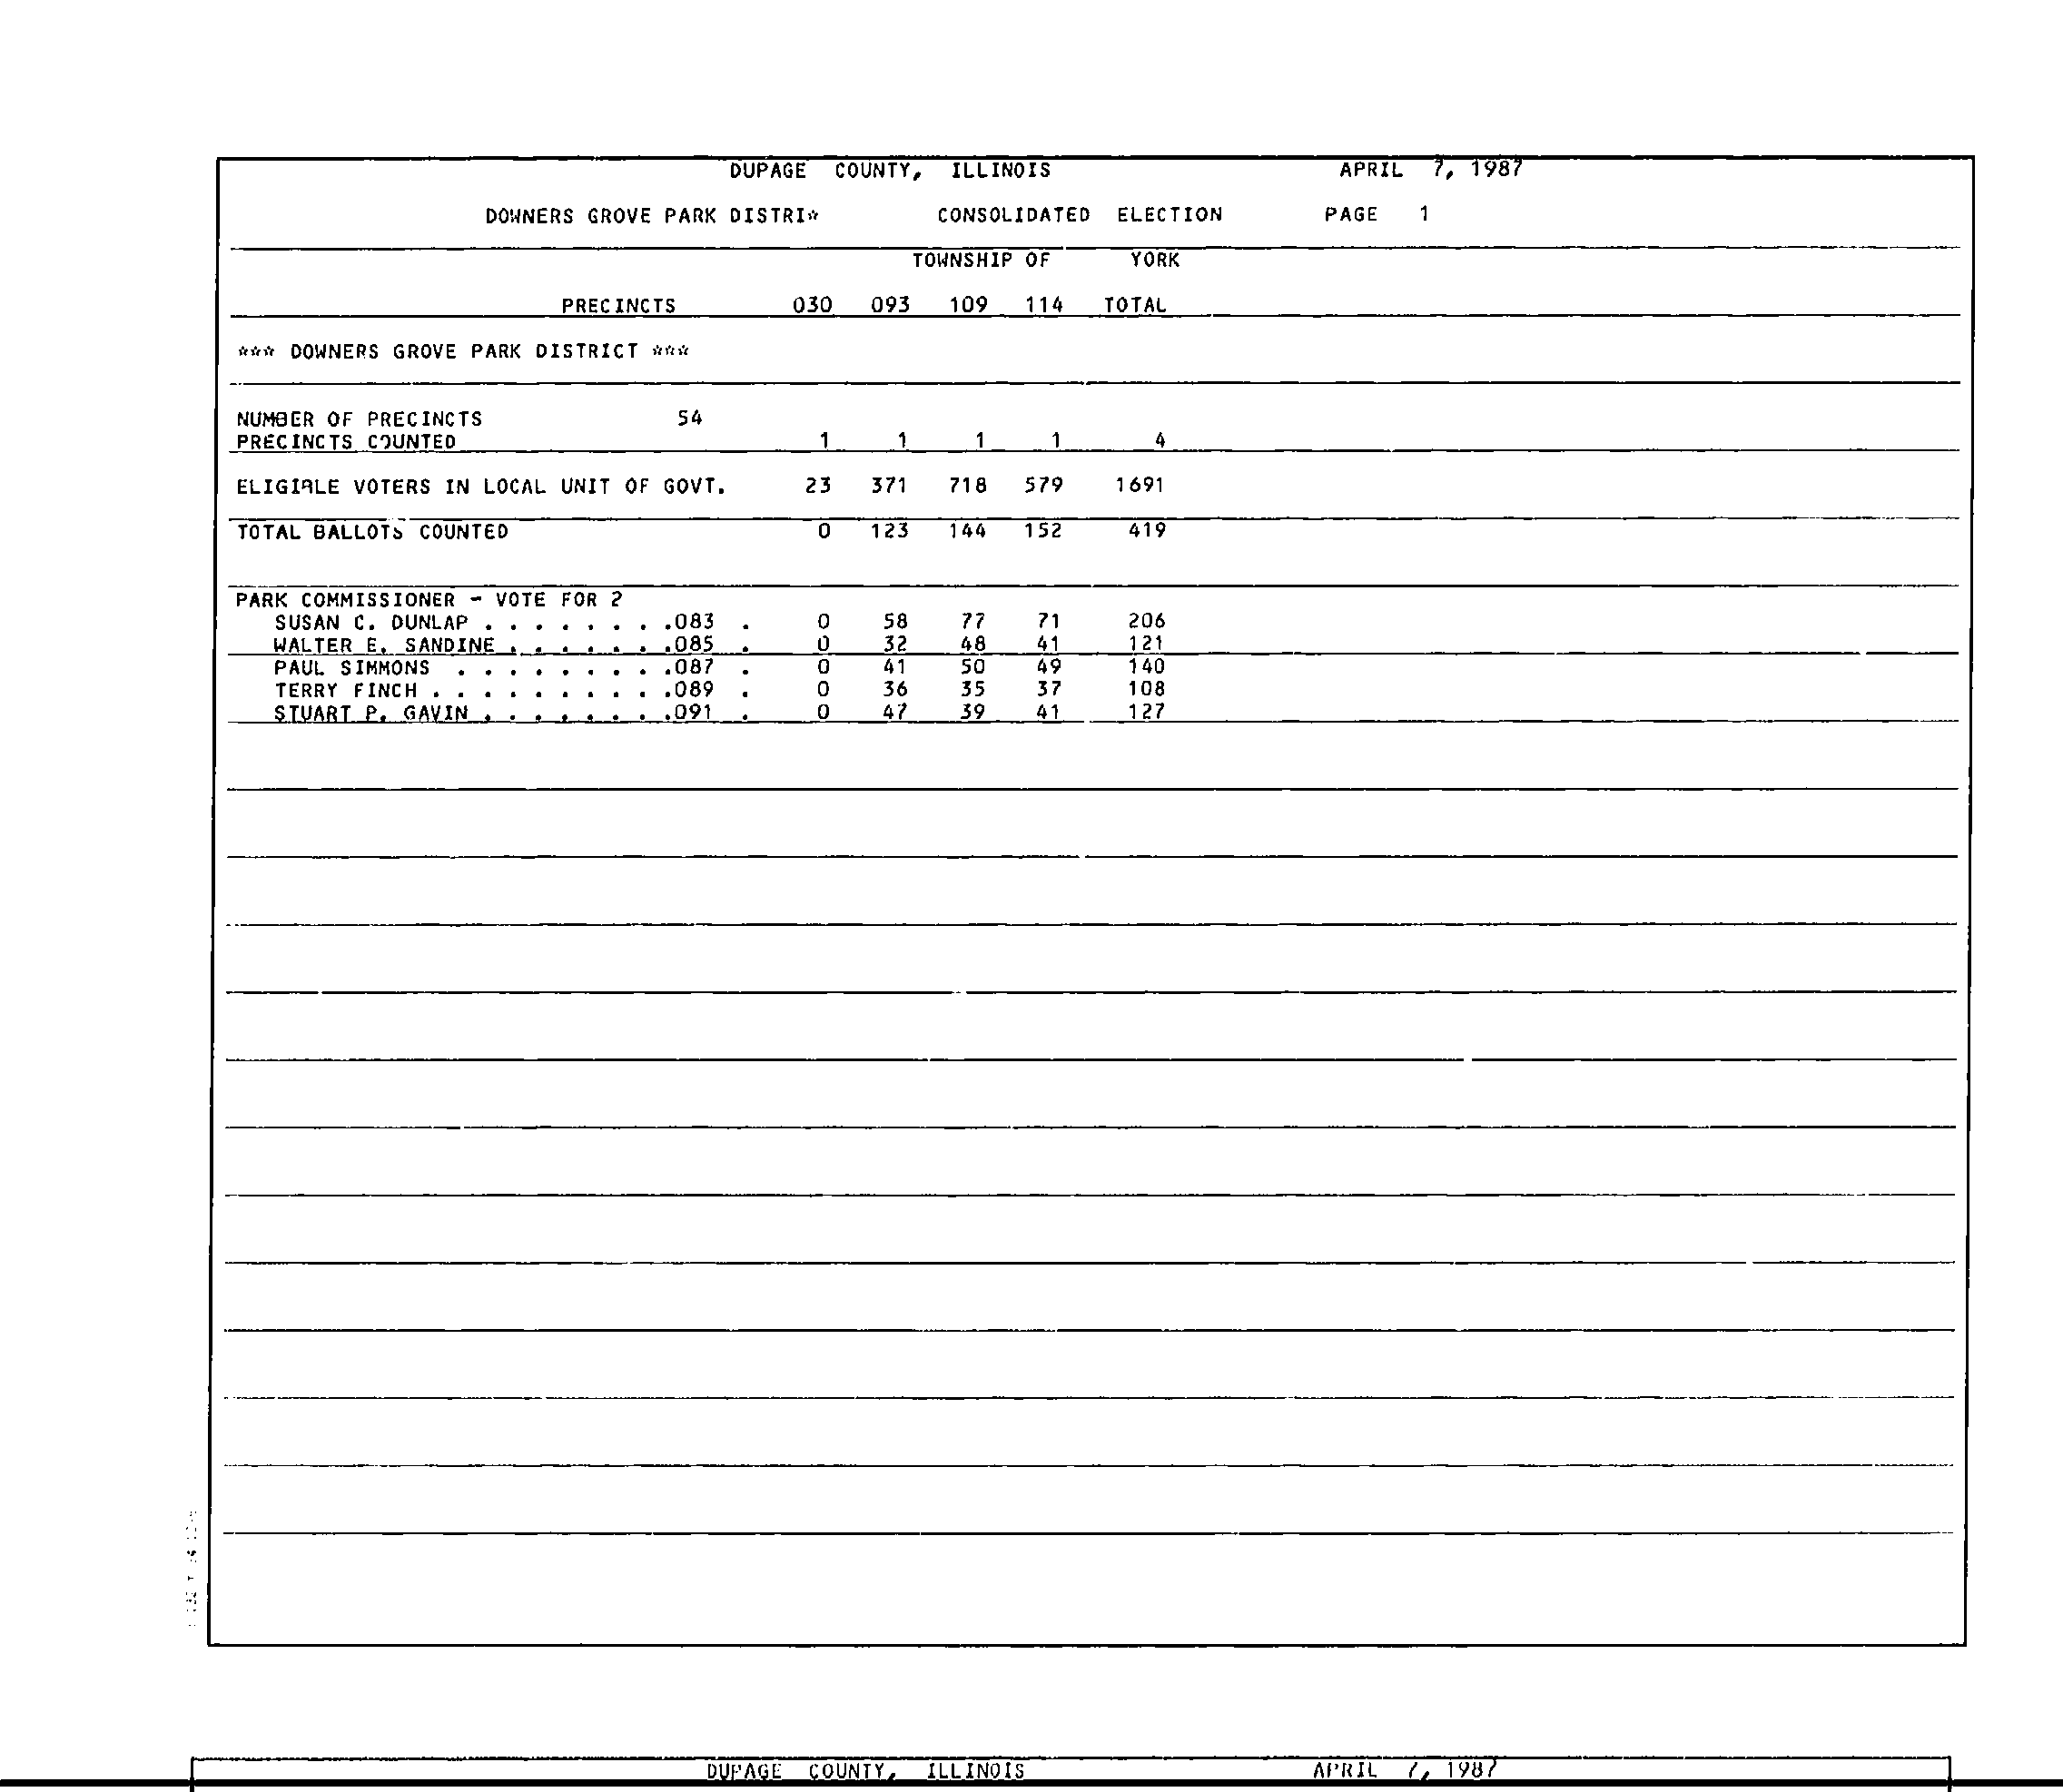 DUPAGE COUNTY, ILLINOIS APRIL 7, 1987
DOWNERS GROVE PARK DISTRI* CONSOLIDATED ELECTION PAGE 1
TOWNSHIP OF YORK
PRECINCTS 030 093 109 114 TOTAL
*** DOWNERS GROVE PARK DISTRICT ***
NUMBER OF PRECINCTS 54
PRECINCTS COUNTED 1 1 1 1 4
ELIGIBLE VOTERS IN LOCAL UNIT OF GOVT. 23 371 718 579 1691
TOTAL BALLOTS COUNTED 0 123 144 152 419
PARK COMMISSIONER - VOTE FOR 2
SUSAN C. DUNLAP . . . . . . . .083 . 0 58 77 71 206
WALTER E. SANDINE . . . . . . .085 . 0 32 48 41 121
PAUL SIMMONS . . . . . . . . .087 . 0 41 50 49 140
TERRY FINCH . . . . . . . . . .089 . 0 36 35 37 108
STUART P. GAVIN . . . . . . . .091 . 0 47 39 41 127
DUPAGE COUNTY, ILLINOIS APRIL 7, 1987